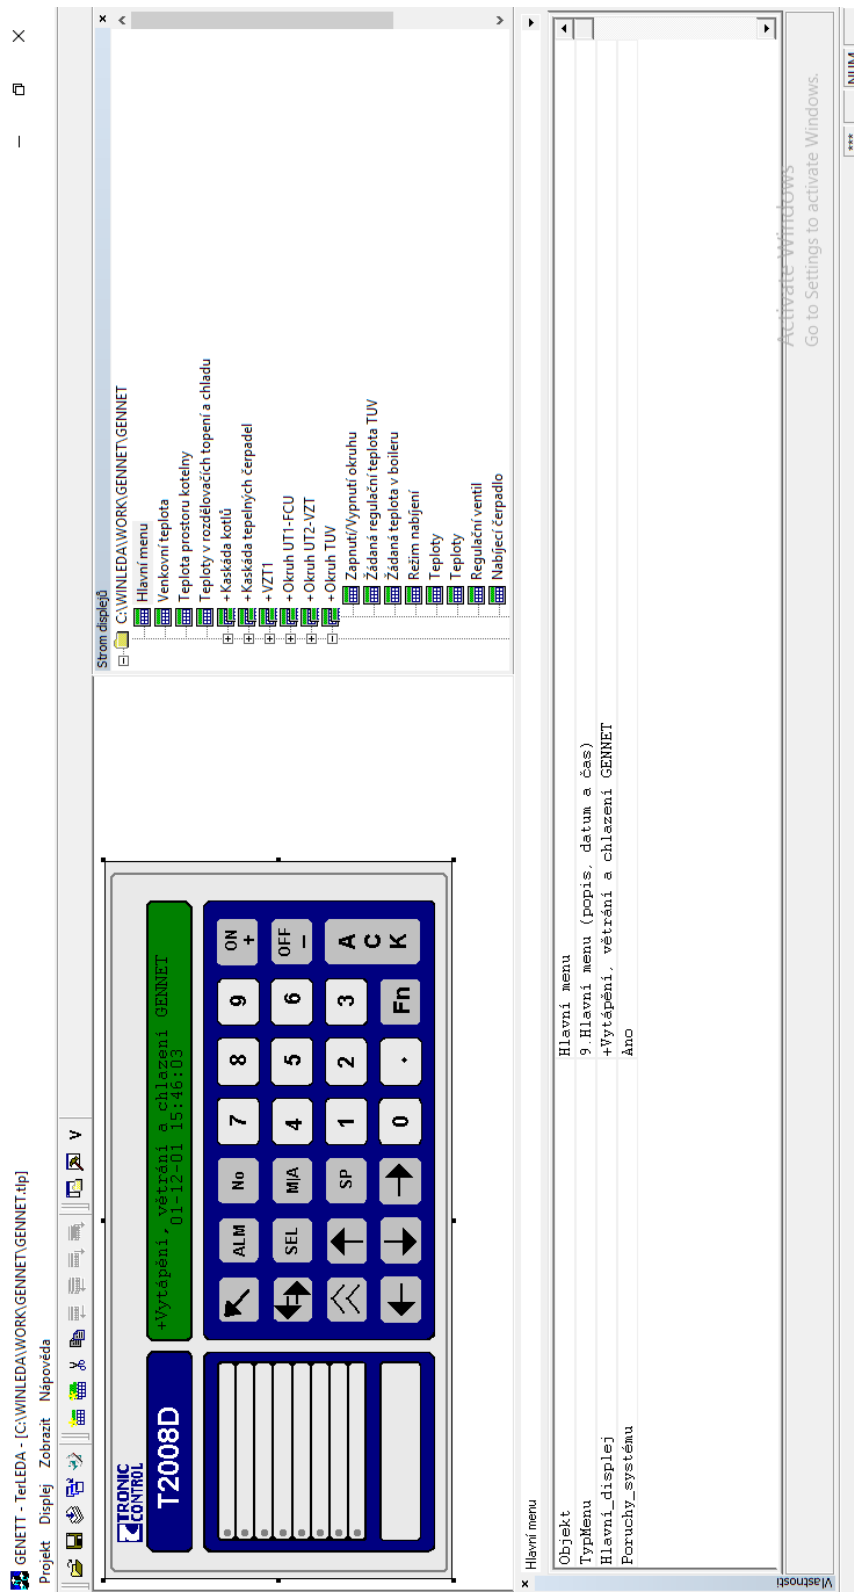 GENETT - TerLEDA - [C:\WINLEDA\WORK\GENNET\GENNET.tlp]
Projekt Displej Zobrazit Nápověda
V
TRONIC
CONTROL
T2008D
+Vytápění, větrání a chlazení GENNET
01-12-01 15:46:03
ALM No 7 8 9 ON +
SEL M/A 4 5 6 OFF −
SP 1 2 3 A C K
0 . Fn
Strom displejů
C:\WINLEDA\WORK\GENNET\GENNET
Hlavní menu
Venkovní teplota
Teplota prostoru kotelny
Teploty v rozdělovačích topení a chladu
+Kaskáda kotlů
+Kaskáda tepelných čerpadel
+VZT1
+Okruh UT1-FCU
+Okruh UT2-VZT
+Okruh TUV
Zapnutí/Vypnutí okruhu
Žádaná regulační teplota TUV
Žádaná teplota v boileru
Režim nabíjení
Teploty
Teploty
Regulační ventil
Nabíjecí čerpadlo
Hlavní menu
Objekt Hlavní menu
TypMenu 9.Hlavní menu (popis, datum a čas)
Hlavní_displej +Vytápění, větrání a chlazení GENNET
Poruchy_systému Ano
Vlastnosti
Activate Windows
Go to Settings to activate Windows.
*** NUM